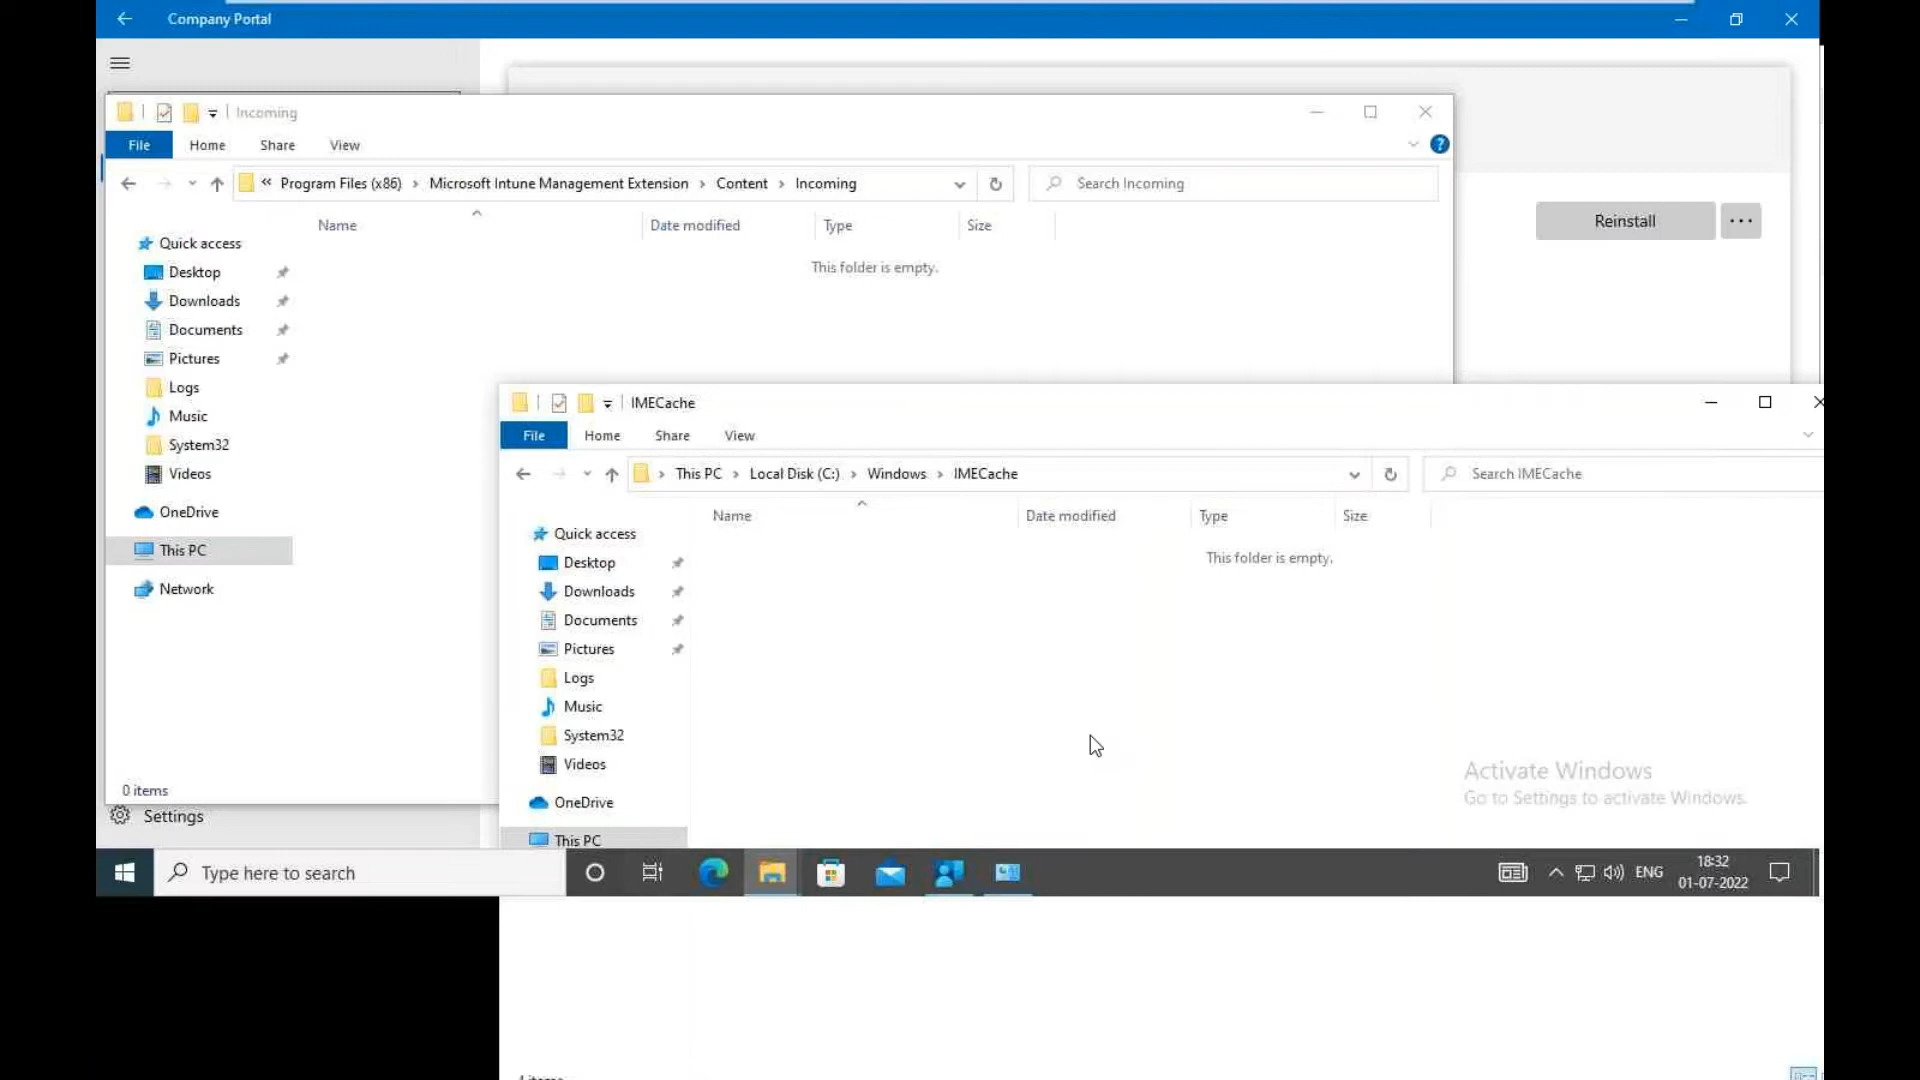 Company Portal
Incoming
File Home Share View
« Program Files (x86) › Microsoft Intune Management Extension › Content › Incoming
Search Incoming
Name Date modified Type Size
This folder is empty.
Reinstall
Quick access
Desktop
Downloads
Documents
Pictures
Logs
Music
System32
Videos
OneDrive
This PC
Network
0 items
Settings
IMECache
File Home Share View
› This PC › Local Disk (C:) › Windows › IMECache
Search IMECache
Name Date modified Type Size
This folder is empty.
Quick access
Desktop
Downloads
Documents
Pictures
Logs
Music
System32
Videos
OneDrive
This PC
Activate Windows
Go to Settings to activate Windows.
Type here to search
ENG
18:32
01-07-2022